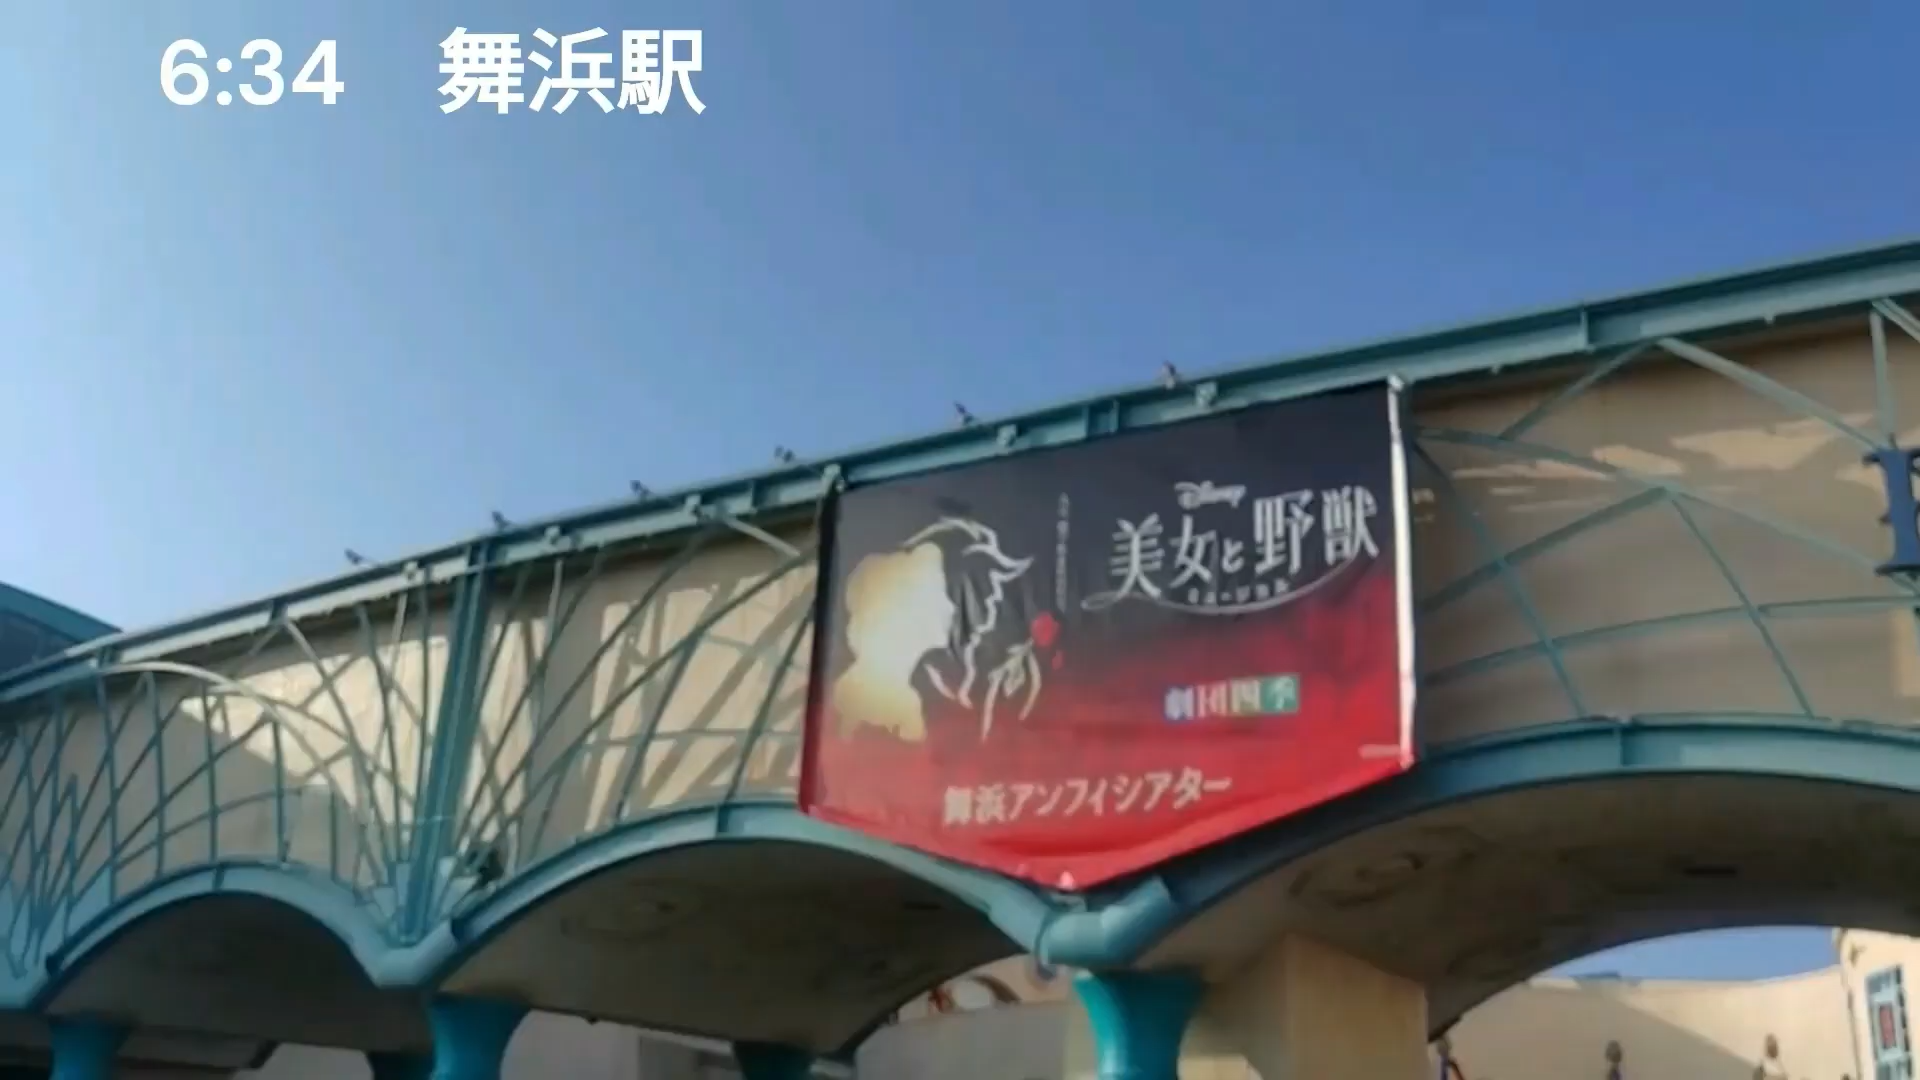 6:34 舞浜駅
Disney
美女と野獣
劇団四季
舞浜アンフィシアター